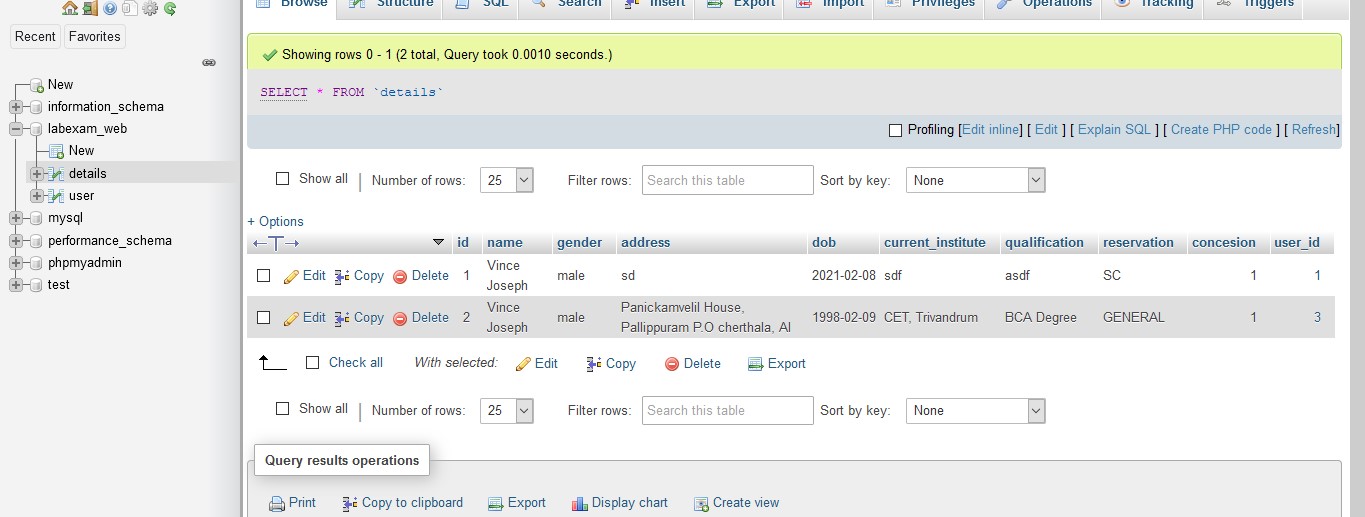 Browse Structure SQL Search Insert Export Import Privileges Operations Tracking Triggers
Recent Favorites
New
information_schema
labexam_web
New
details
user
mysql
performance_schema
phpmyadmin
test
Showing rows 0 - 1 (2 total, Query took 0.0010 seconds.)
SELECT * FROM `details`
Profiling [Edit inline] [ Edit ] [ Explain SQL ] [ Create PHP code ] [ Refresh]
Show all | Number of rows: 25 Filter rows: Search this table Sort by key: None
+ Options
id name gender address dob current_institute qualification reservation concesion user_id
Edit Copy Delete 1 Vince Joseph male sd 2021-02-08 sdf asdf SC 1 1
Edit Copy Delete 2 Vince Joseph male Panickamvelil House, Pallippuram P.O cherthala, Al 1998-02-09 CET, Trivandrum BCA Degree GENERAL 1 3
Check all With selected: Edit Copy Delete Export
Show all | Number of rows: 25 Filter rows: Search this table Sort by key: None
Query results operations
Print Copy to clipboard Export Display chart Create view